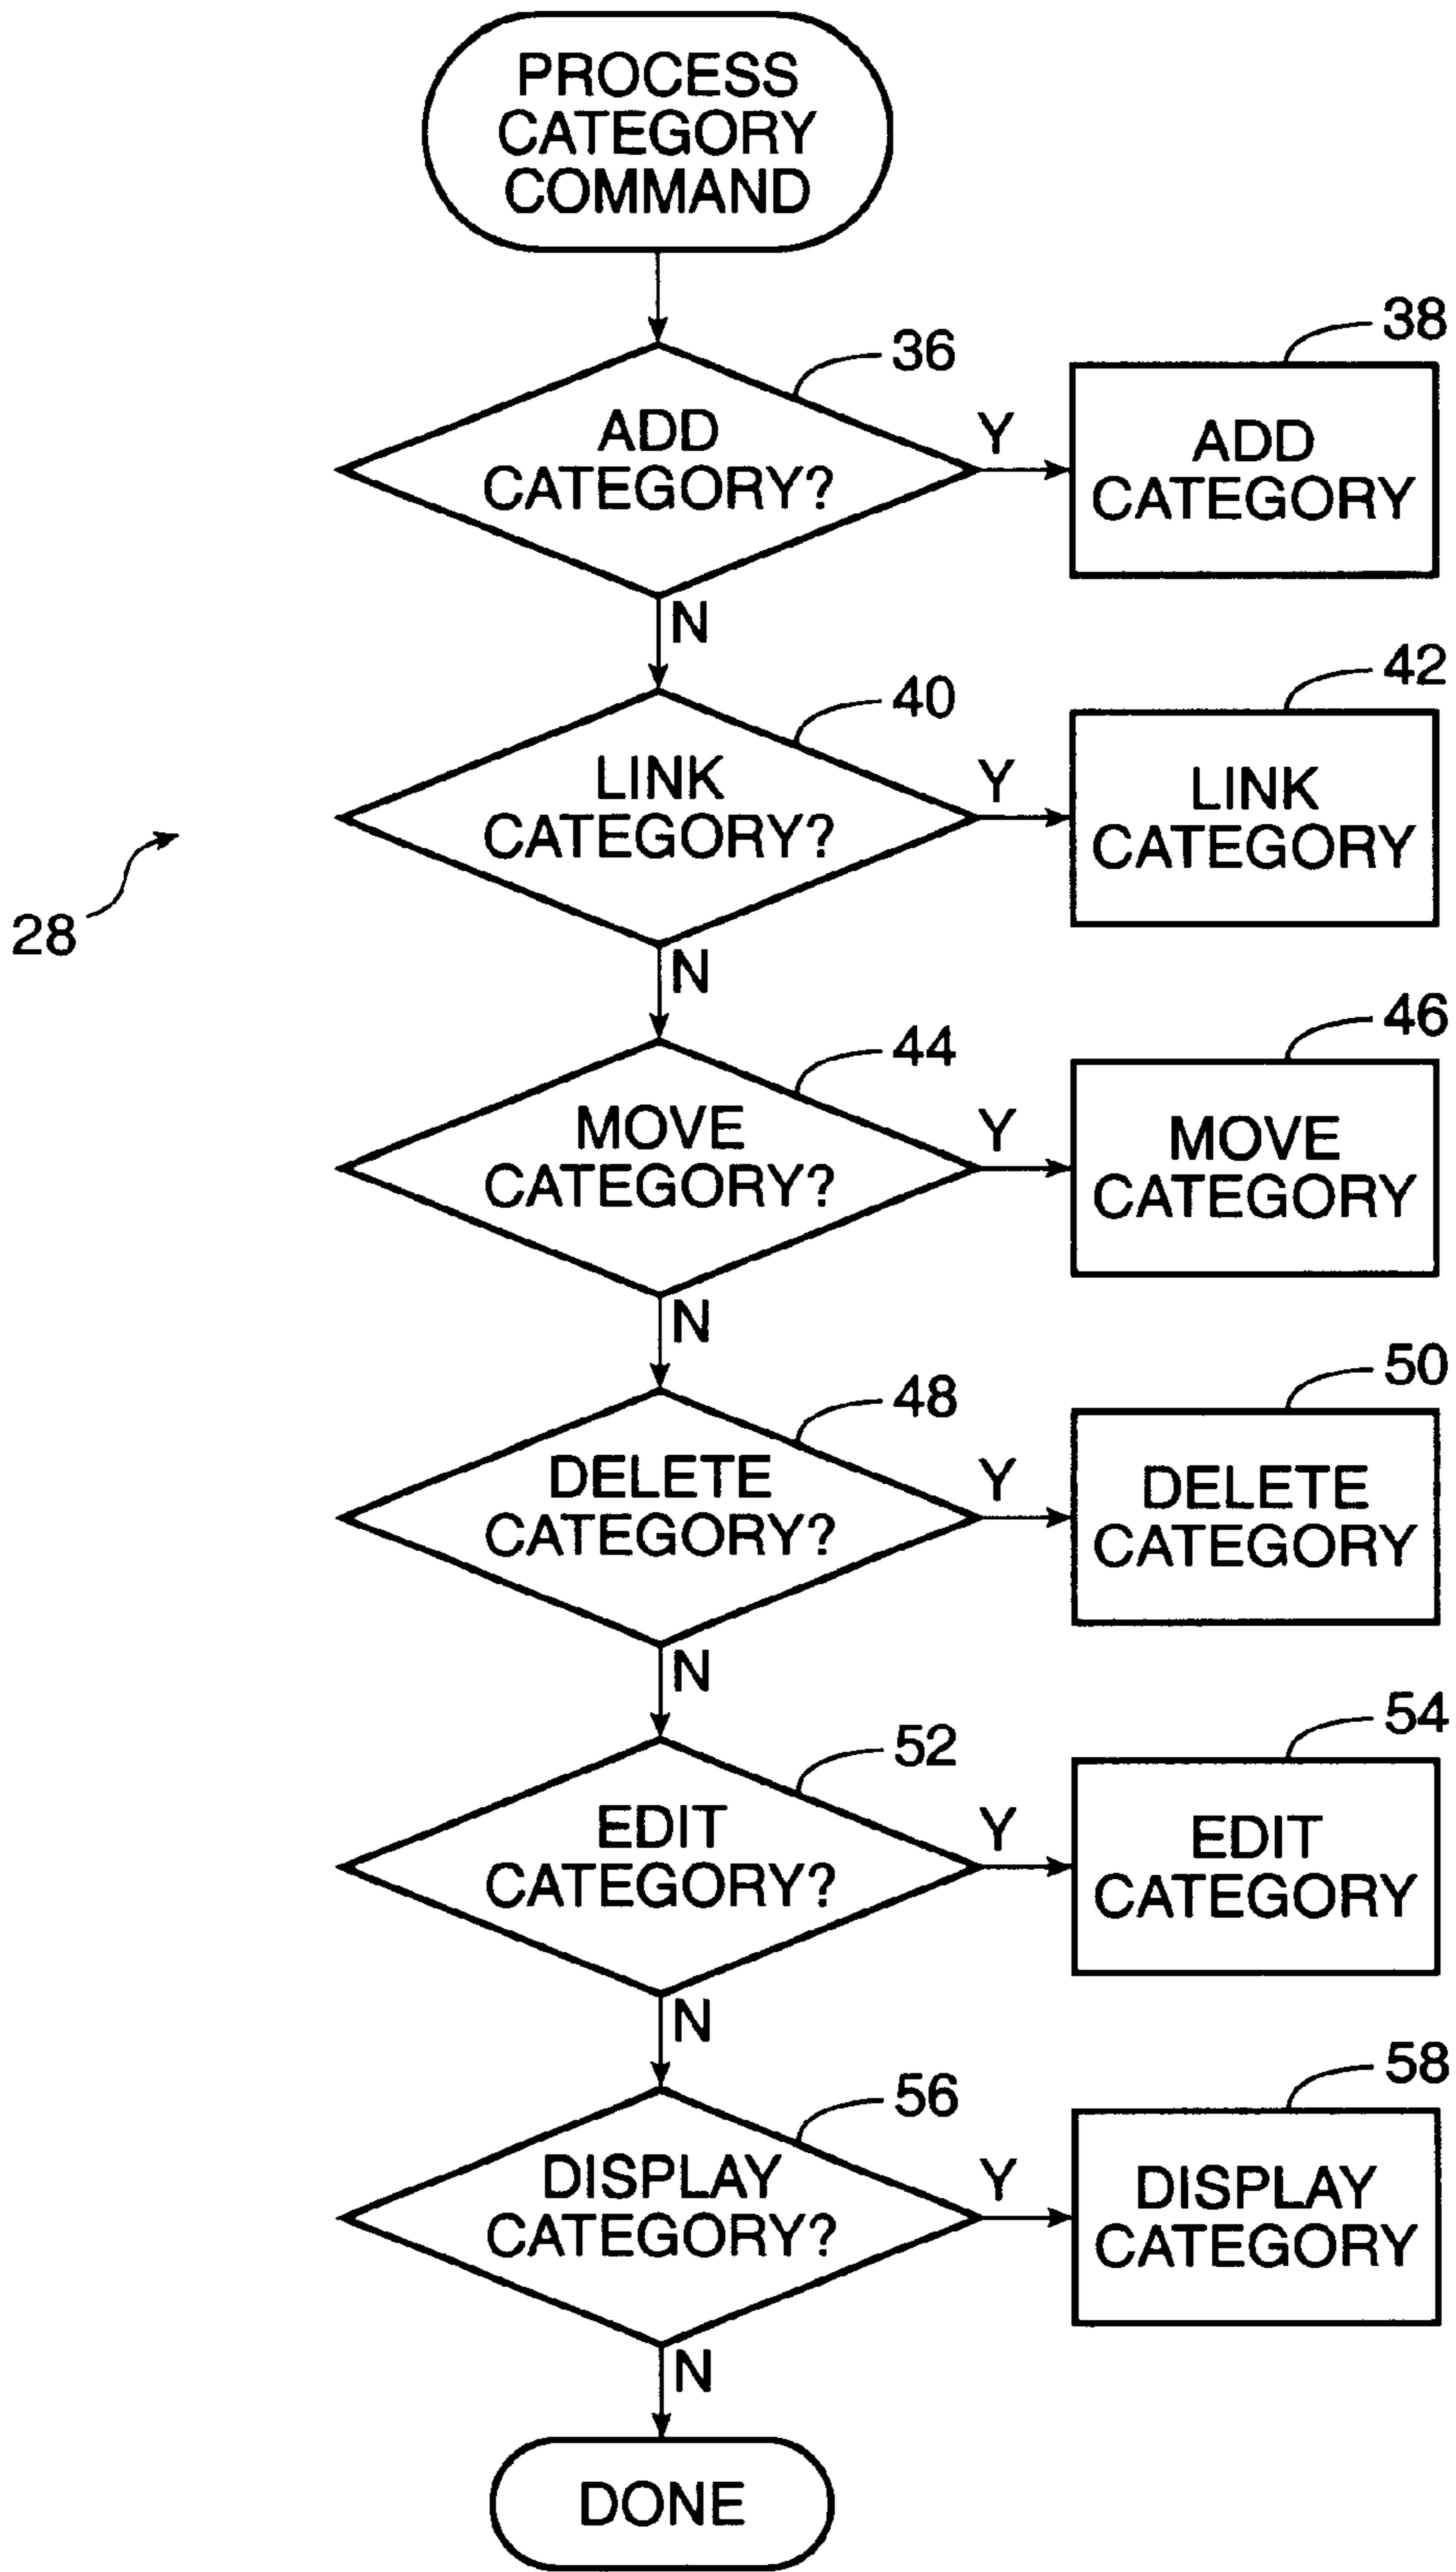 PROCESS
CATEGORY
COMMAND
36
38
ADD
CATEGORY?
Y
ADD
CATEGORY
N
40
42
LINK
CATEGORY?
Y
LINK
CATEGORY
28
N
44
46
MOVE
CATEGORY?
Y
MOVE
CATEGORY
N
48
50
DELETE
CATEGORY?
Y
DELETE
CATEGORY
N
52
54
EDIT
CATEGORY?
Y
EDIT
CATEGORY
N
56
58
DISPLAY
CATEGORY?
Y
DISPLAY
CATEGORY
N
DONE